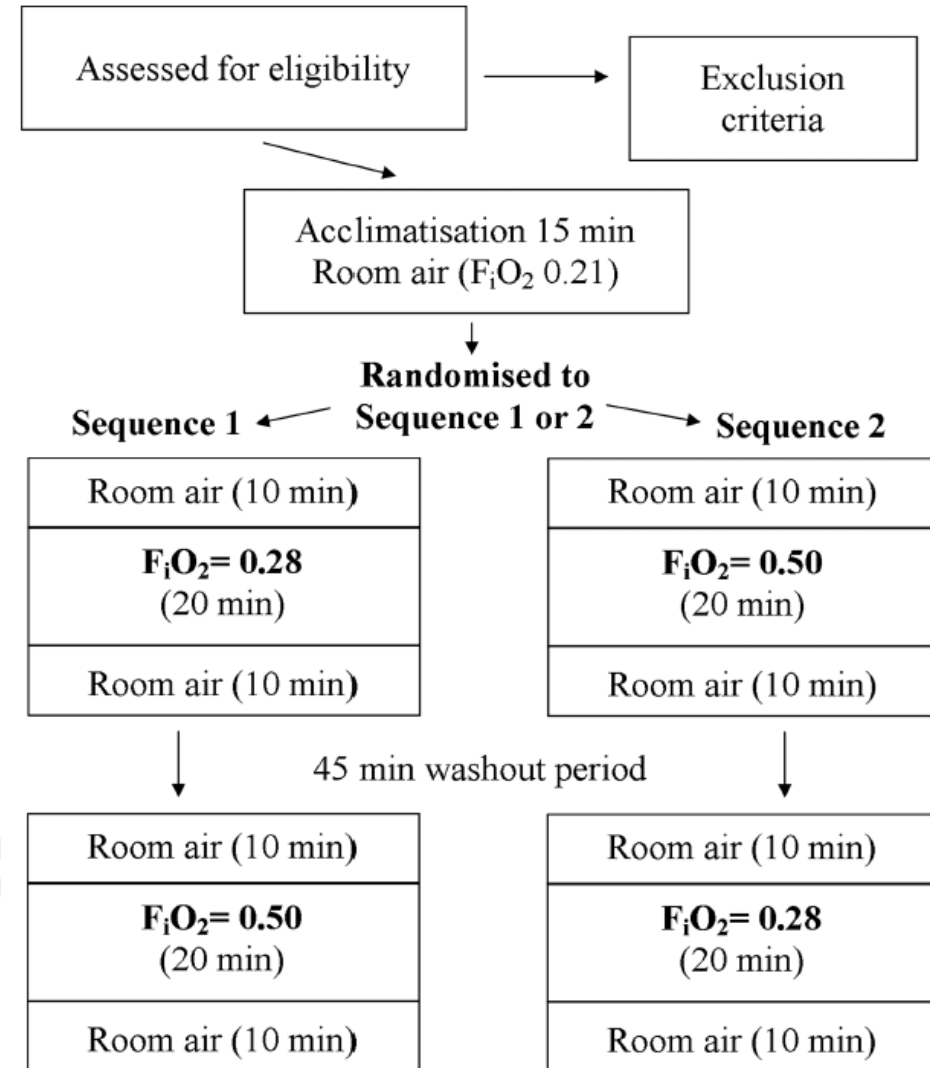 Assessed for eligibility
Exclusion
criteria
Acclimatisation 15 min
Room air (FᵢO₂ 0.21)
Randomised to
Sequence 1 or 2
Sequence 1
Sequence 2
Room air (10 min)
FᵢO₂= 0.28
(20 min)
Room air (10 min)
Room air (10 min)
FᵢO₂= 0.50
(20 min)
Room air (10 min)
45 min washout period
Room air (10 min)
FᵢO₂= 0.50
(20 min)
Room air (10 min)
Room air (10 min)
FᵢO₂= 0.28
(20 min)
Room air (10 min)